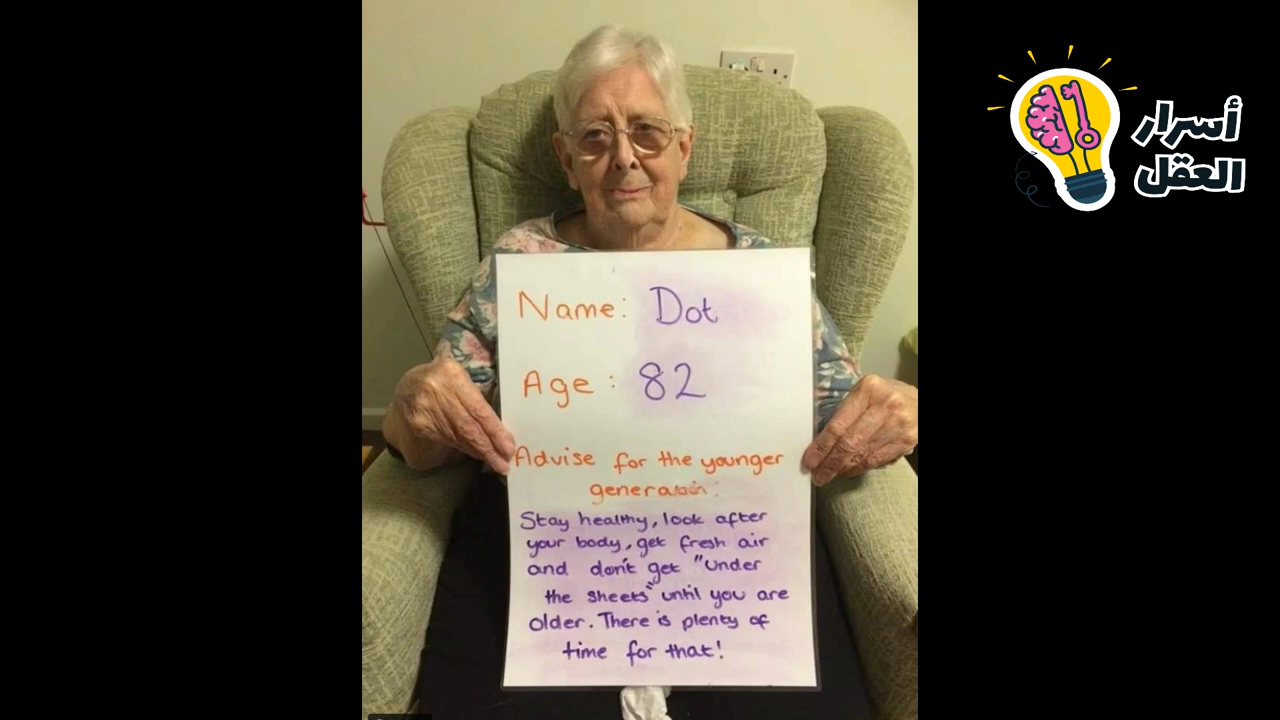 Name: Dot
Age: 82
Advise for the younger
generation:
Stay healthy, look after
your body, get fresh air
and don't get "under
the sheets" until you are
older. There is plenty of
time for that!
أسرار
العقل